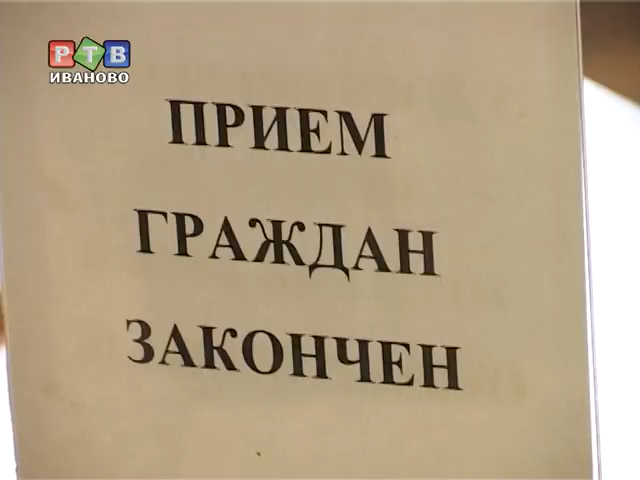 РТВ
ИВАНОВО
ПРИЕМ
ГРАЖДАН
ЗАКОНЧЕН